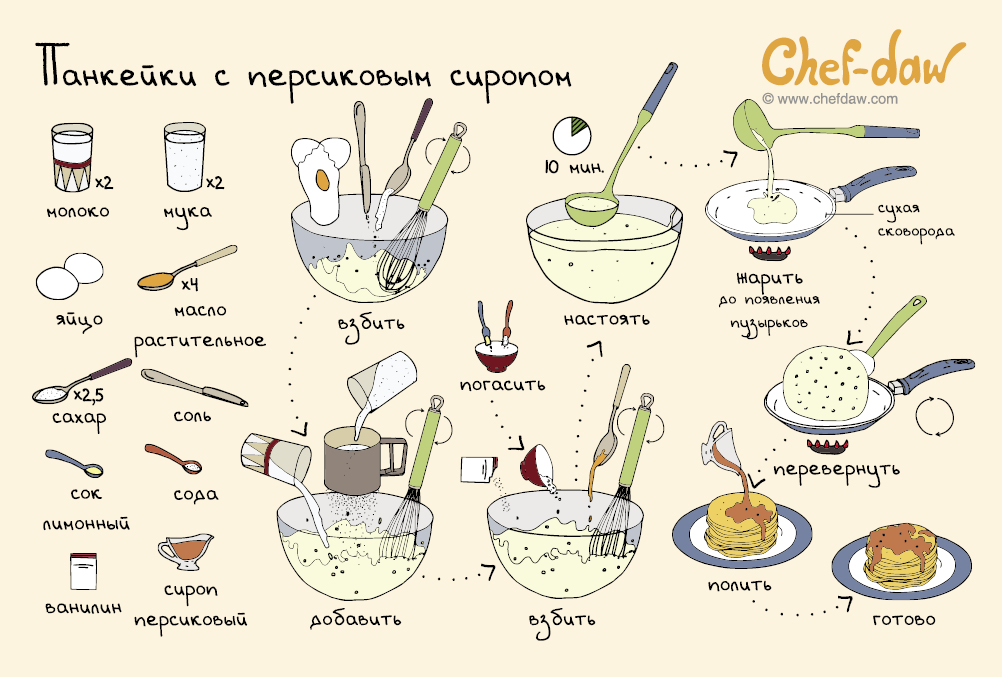 Панкейки с персиковым сиропом
Chef-daw
© www.chefdaw.com
x2
молоко
x2
мука
яйцо
x4
масло
растительное
x2,5
сахар
соль
сок
лимонный
сода
ванилин
сироп
персиковый
взбить
добавить
погасить
взбить
10 мин.
настоять
сухая
сковорода
жарить
до появления
пузырьков
перевернуть
полить
готово